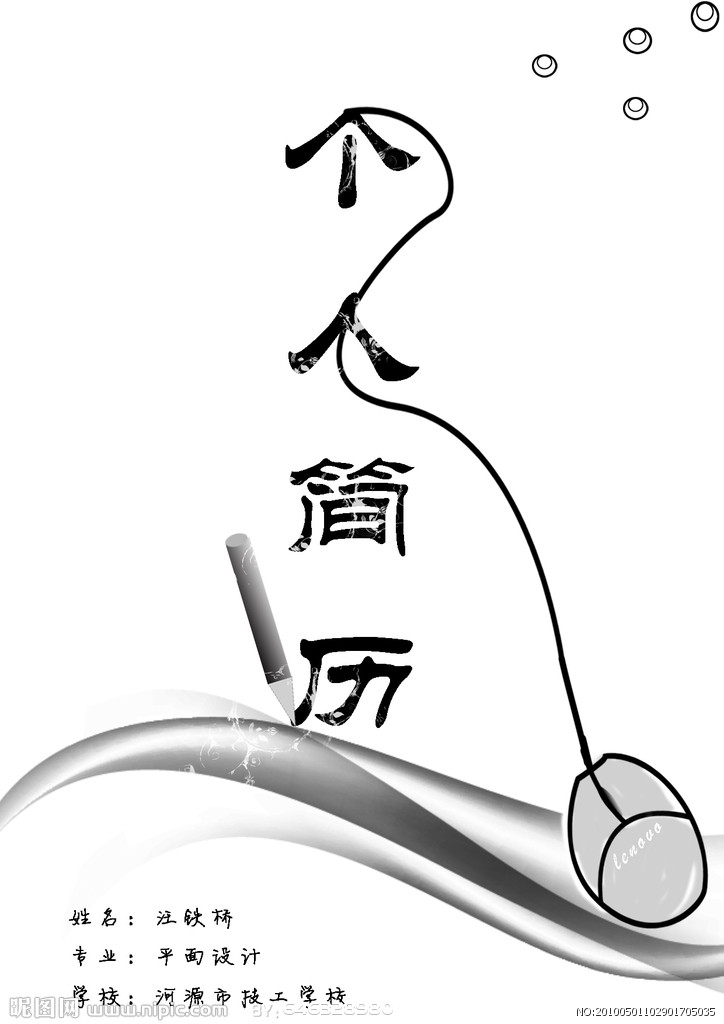 个
人
简
历
lenovo
姓名：汪铁桥
专业：平面设计
学校：河源市技工学校
昵图网 www.nipic.com
NO:20100501102901705035